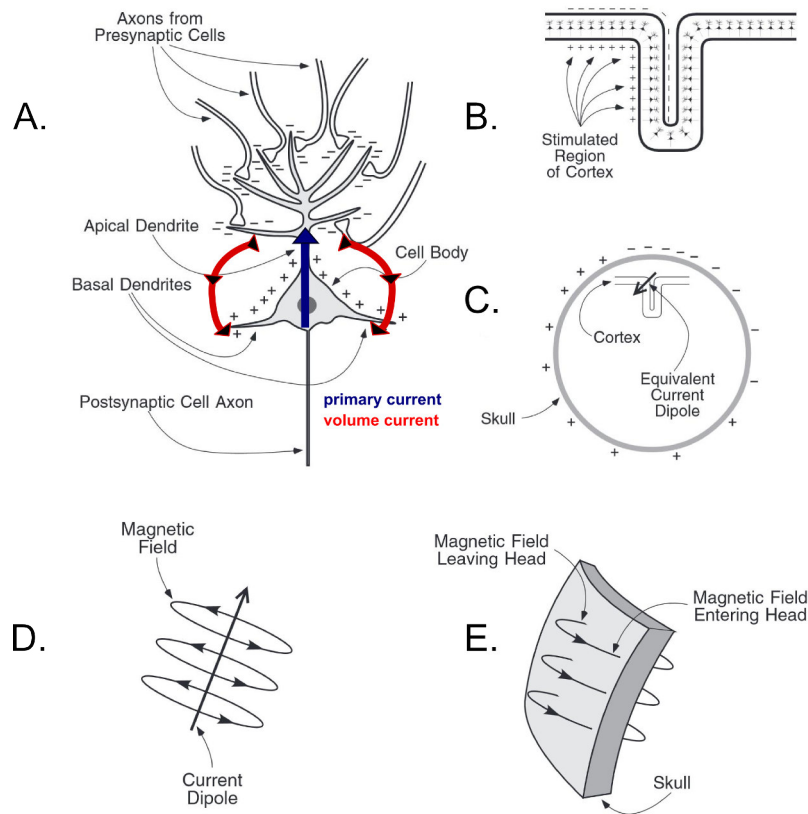 Axons from
Presynaptic Cells
A.
Apical Dendrite
Cell Body
Basal Dendrites
primary current
Postsynaptic Cell Axon
volume current
B.
Stimulated
Region
of Cortex
C.
Cortex
Equivalent
Current
Dipole
Skull
Magnetic
Field
D.
Current
Dipole
Magnetic Field
Leaving Head
Magnetic Field
Entering Head
E.
Skull